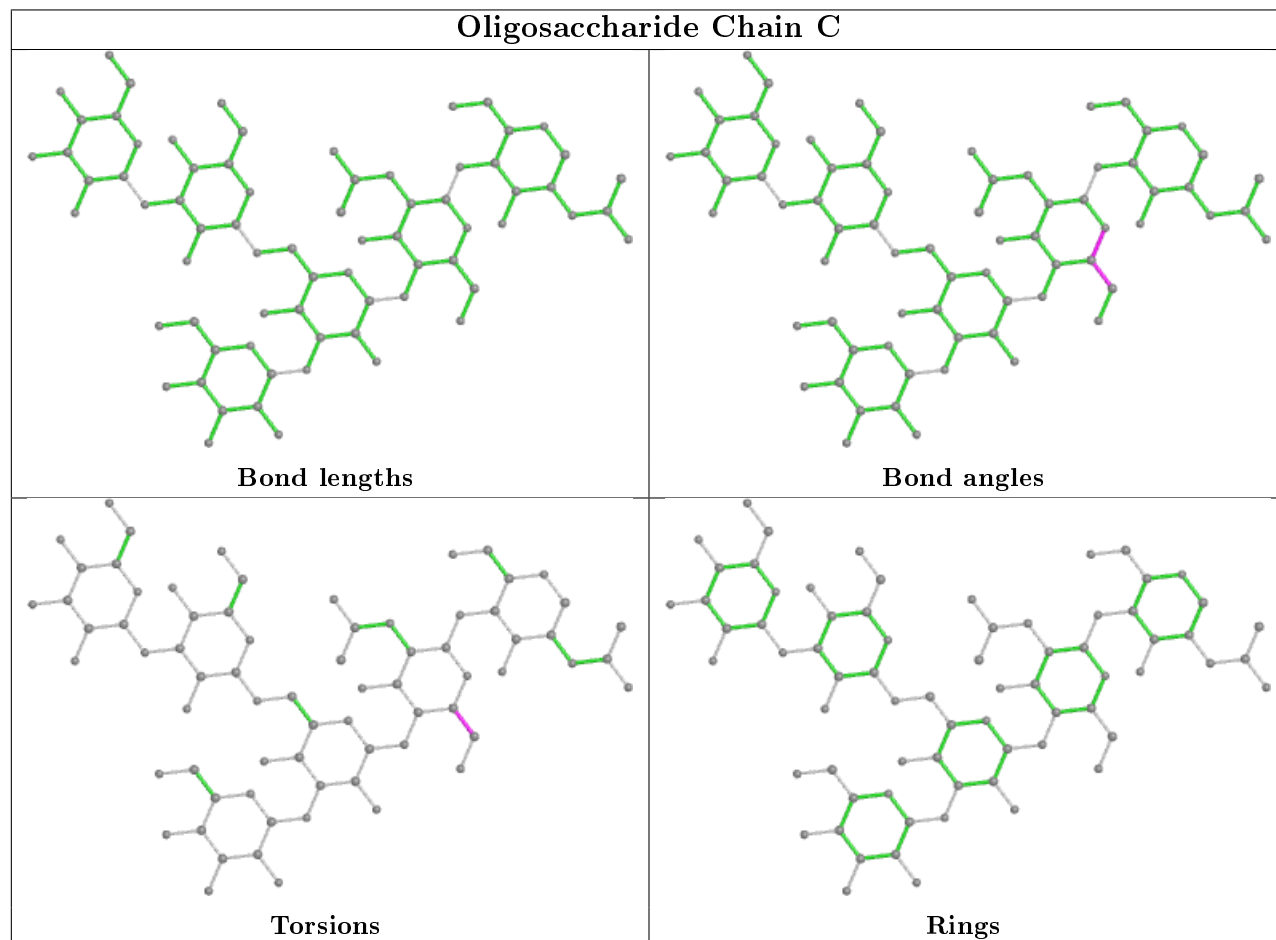 Oligosaccharide Chain C
Bond lengths
Bond angles
Torsions
Rings